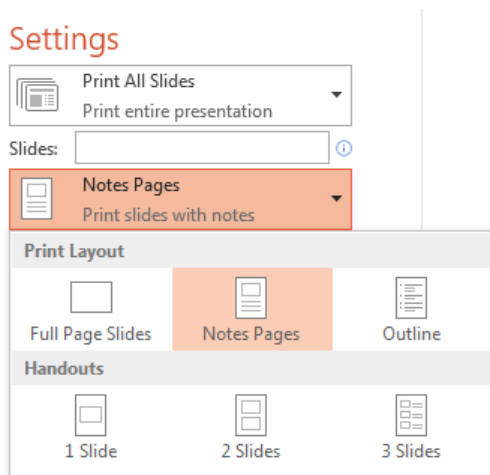 Settings
Print All Slides
Print entire presentation
Slides:
Notes Pages
Print slides with notes
Print Layout
Full Page Slides Notes Pages Outline
Handouts
1 Slide 2 Slides 3 Slides